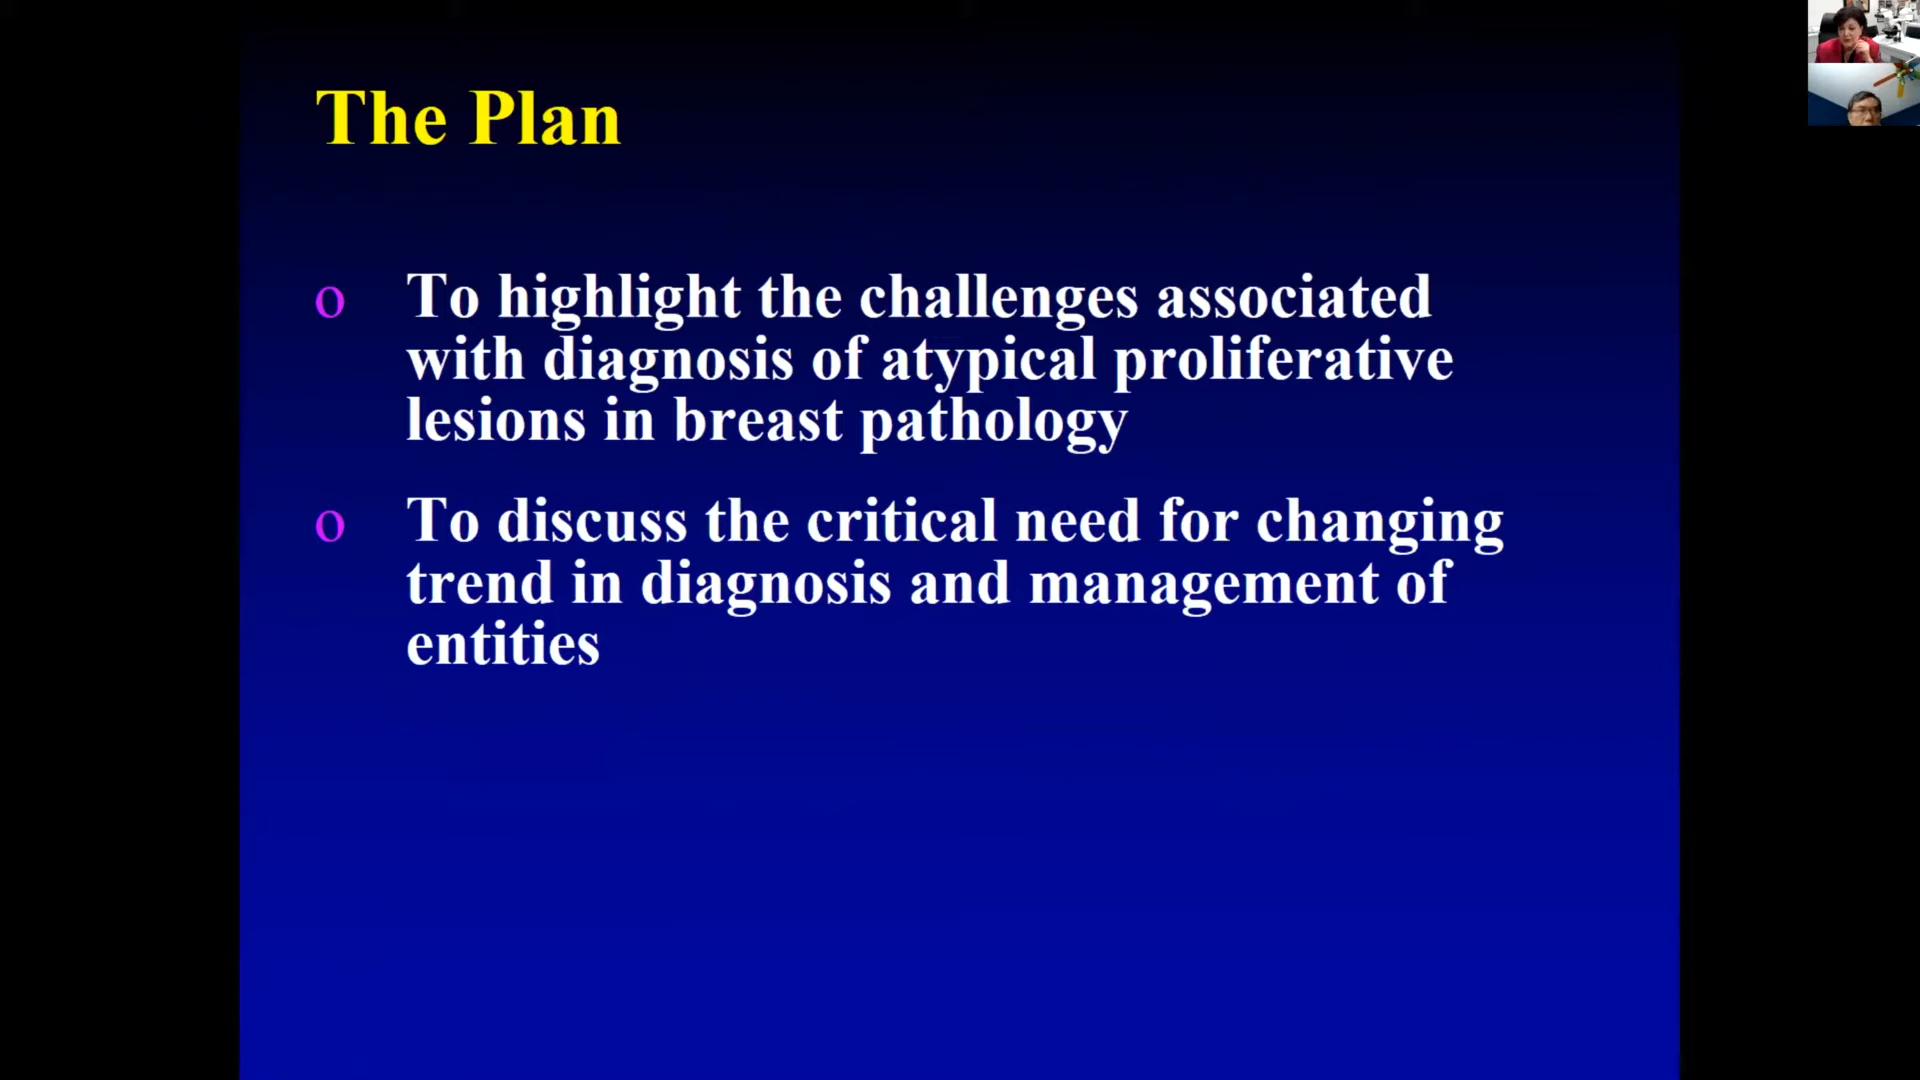 The Plan
o To highlight the challenges associated
with diagnosis of atypical proliferative
lesions in breast pathology
o To discuss the critical need for changing
trend in diagnosis and management of
entities